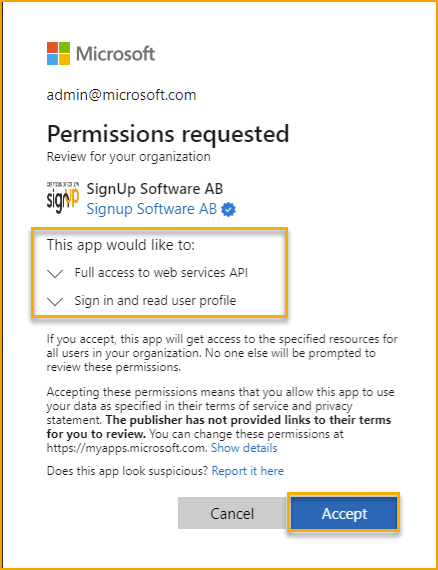 Microsoft
admin@microsoft.com
Permissions requested
Review for your organization
signUp
SignUp Software AB
Signup Software AB
This app would like to:
Full access to web services API
Sign in and read user profile
If you accept, this app will get access to the specified resources for
all users in your organization. No one else will be prompted to
review these permissions.
Accepting these permissions means that you allow this app to use
your data as specified in their terms of service and privacy
statement. The publisher has not provided links to their terms
for you to review. You can change these permissions at
https://myapps.microsoft.com. Show details
Does this app look suspicious? Report it here
Cancel
Accept